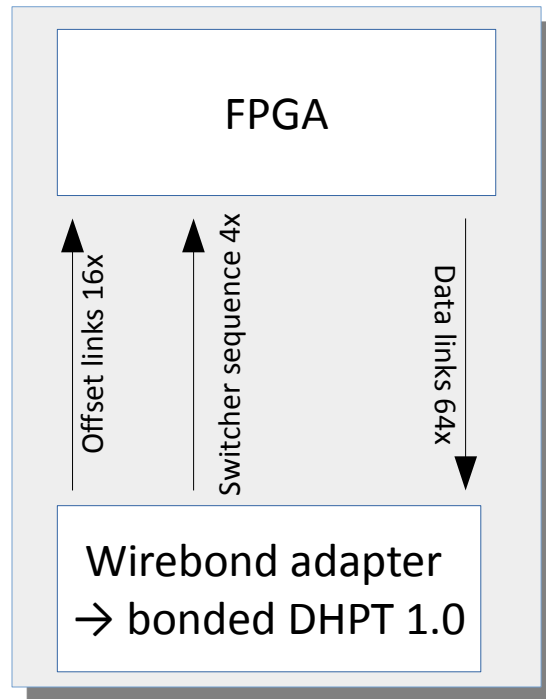 FPGA
Offset links 16x
Switcher sequence 4x
Data links 64x
Wirebond adapter
→ bonded DHPT 1.0